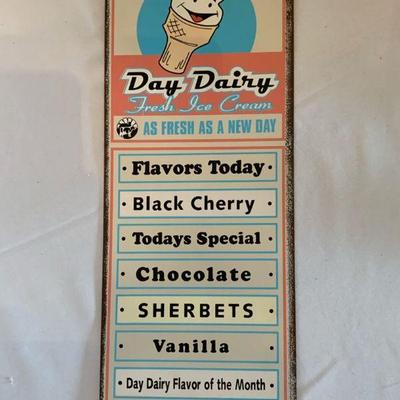 Day Dairy
Fresh Ice Cream
AS FRESH AS A NEW DAY
· Flavors Today ·
· Black Cherry ·
· Todays Special ·
· Chocolate ·
· SHERBETS ·
· Vanilla ·
· Day Dairy Flavor of the Month ·